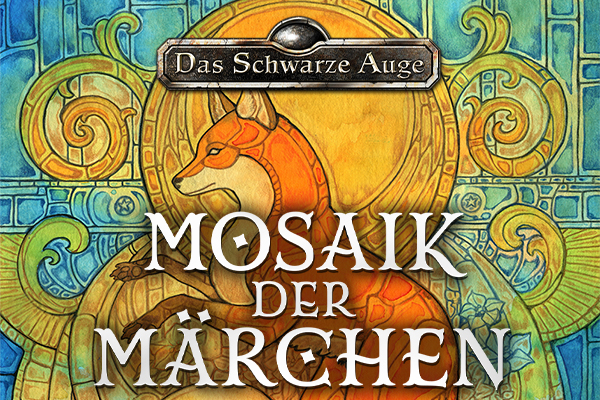 Das Schwarze Auge
MOSAIK
DER
MÄRCHEN